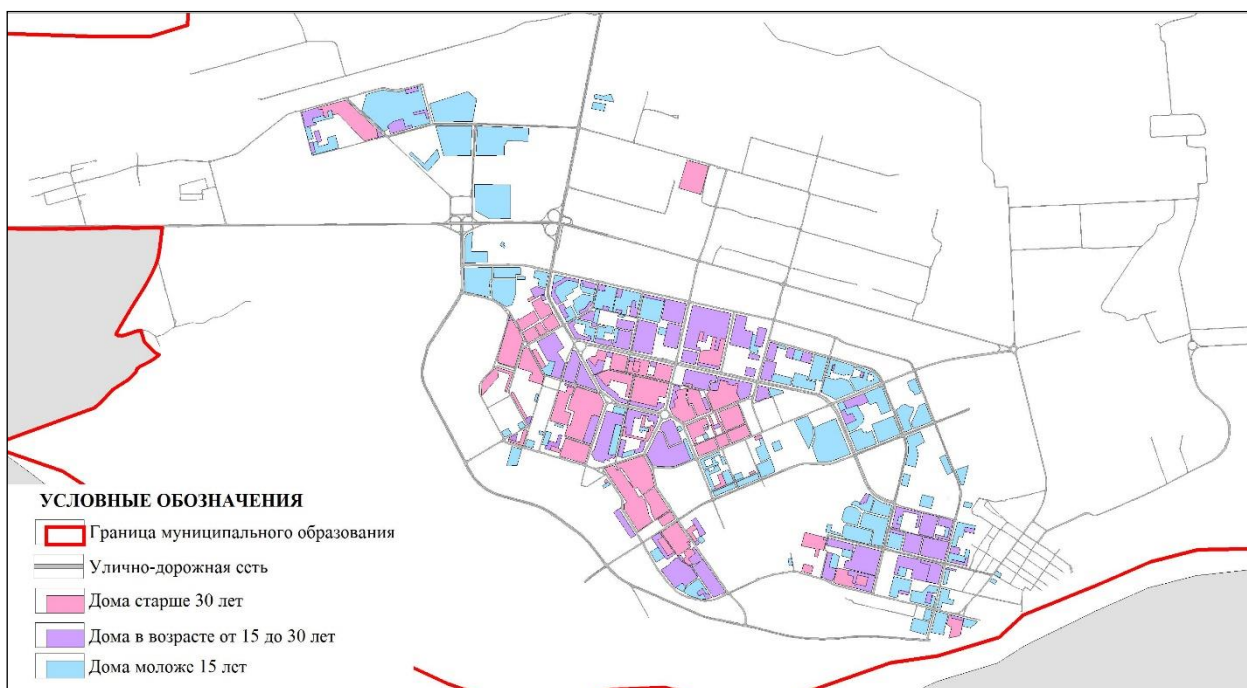 УСЛОВНЫЕ ОБОЗНАЧЕНИЯ
Граница муниципального образования
Улично-дорожная сеть
Дома старше 30 лет
Дома в возрасте от 15 до 30 лет
Дома моложе 15 лет